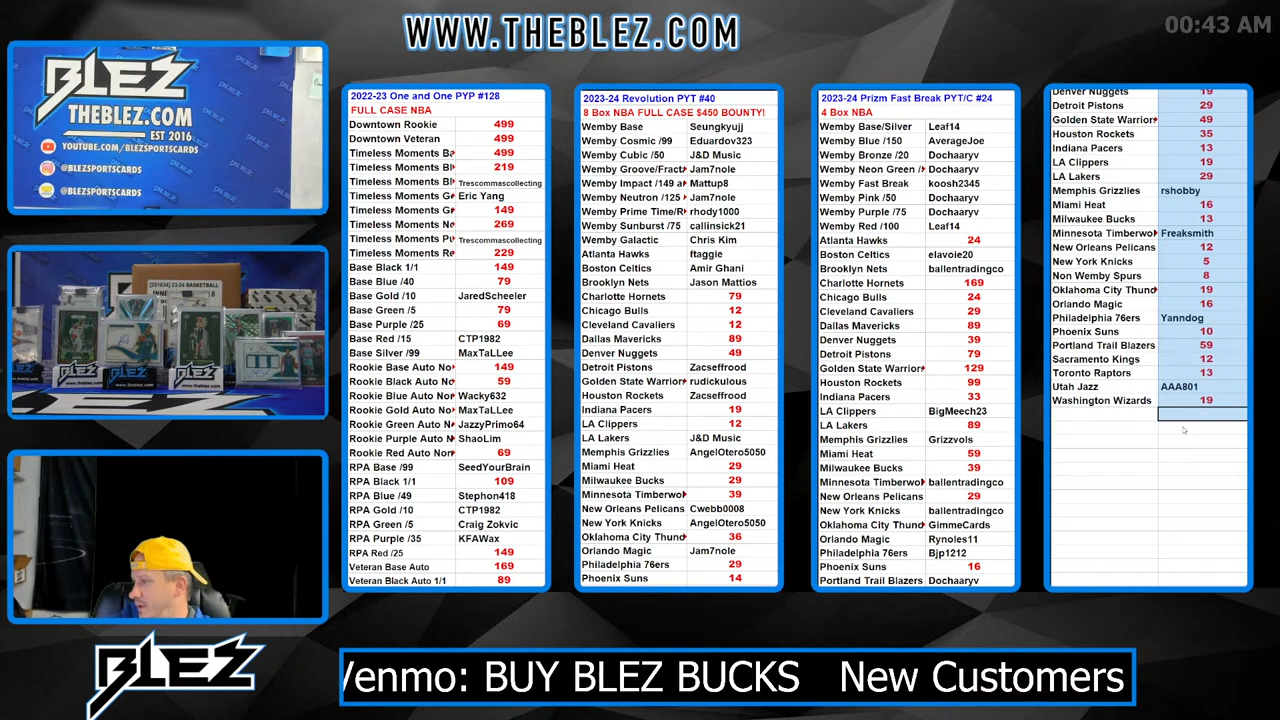 WWW.THEBLEZ.COM
00:43 AM
BLEZ
THEBLEZ.COM
EST 2016
YOUTUBE.COM/BLEZSPORTSCARDS
@BLEZSPORTSCARDS
@BLEZSPORTSCARDS
BLEZ
2022-23 One and One PYP #128
FULL CASE NBA
Downtown Rookie 499
Downtown Veteran 499
Timeless Moments Ba 499
Timeless Moments Bl 219
Timeless Moments Bl Trescommascollecting
Timeless Moments G Eric Yang
Timeless Moments G 149
Timeless Moments No 269
Timeless Moments Pu Trescommascollecting
Timeless Moments Re 229
Base Black 1/1 149
Base Blue /40 79
Base Gold /10 JaredScheeler
Base Green /5 79
Base Purple /25 69
Base Red /15 CTP1982
Base Silver /99 MaxTaLLee
Rookie Base Auto No 149
Rookie Black Auto No 59
Rookie Blue Auto Nor Wacky632
Rookie Gold Auto Nor MaxTaLLee
Rookie Green Auto N JazzyPrimo64
Rookie Purple Auto N ShaoLim
Rookie Red Auto Nor 69
RPA Base /99 SeedYourBrain
RPA Black 1/1 109
RPA Blue /49 Stephon418
RPA Gold /10 CTP1982
RPA Green /5 Craig Zokvic
RPA Purple /35 KFAWax
RPA Red /25 149
Veteran Base Auto 169
Veteran Black Auto 1/1 89
2023-24 Revolution PYT #40
8 Box NBA FULL CASE $450 BOUNTY!
Wemby Base Seungkyujj
Wemby Cosmic /99 Eduardov323
Wemby Cubic /50 J&D Music
Wemby Groove/Fract Jam7nole
Wemby Impact /149 a Mattup8
Wemby Neutron /125 Jam7nole
Wemby Prime Time/R rhody1000
Wemby Sunburst /75 callinsick21
Wemby Galactic Chris Kim
Atlanta Hawks ftaggie
Boston Celtics Amir Ghani
Brooklyn Nets Jason Mattios
Charlotte Hornets 79
Chicago Bulls 12
Cleveland Cavaliers 12
Dallas Mavericks 89
Denver Nuggets 49
Detroit Pistons Zacseffrood
Golden State Warrior rudickulous
Houston Rockets Zacseffrood
Indiana Pacers 19
LA Clippers 12
LA Lakers J&D Music
Memphis Grizzlies AngelOtero5050
Miami Heat 29
Milwaukee Bucks 29
Minnesota Timberwol 39
New Orleans Pelicans Cwebb0008
New York Knicks AngelOtero5050
Oklahoma City Thund 36
Orlando Magic Jam7nole
Philadelphia 76ers 29
Phoenix Suns 14
2023-24 Prizm Fast Break PYT/C #24
4 Box NBA
Wemby Base/Silver Leaf14
Wemby Blue /150 AverageJoe
Wemby Bronze /20 Dochaaryv
Wemby Neon Green / Dochaaryv
Wemby Fast Break koosh2345
Wemby Pink /50 Dochaaryv
Wemby Purple /75 Dochaaryv
Wemby Red /100 Leaf14
Atlanta Hawks 24
Boston Celtics elavoie20
Brooklyn Nets ballentradingco
Charlotte Hornets 169
Chicago Bulls 24
Cleveland Cavaliers 29
Dallas Mavericks 89
Denver Nuggets 39
Detroit Pistons 79
Golden State Warrior 129
Houston Rockets 99
Indiana Pacers 33
LA Clippers BigMeech23
LA Lakers 89
Memphis Grizzlies Grizzvols
Miami Heat 59
Milwaukee Bucks 39
Minnesota Timberwo ballentradingco
New Orleans Pelicans 29
New York Knicks ballentradingco
Oklahoma City Thund GimmeCards
Orlando Magic Rynoles11
Philadelphia 76ers Bjp1212
Phoenix Suns 16
Portland Trail Blazers Dochaaryv
Denver Nuggets 19
Detroit Pistons 29
Golden State Warrior 49
Houston Rockets 35
Indiana Pacers 13
LA Clippers 19
LA Lakers 29
Memphis Grizzlies rshobby
Miami Heat 16
Milwaukee Bucks 13
Minnesota Timberwo Freaksmith
New Orleans Pelicans 12
New York Knicks 5
Non Wemby Spurs 8
Oklahoma City Thund 19
Orlando Magic 16
Philadelphia 76ers Yanndog
Phoenix Suns 10
Portland Trail Blazers 59
Sacramento Kings 12
Toronto Raptors 13
Utah Jazz AAA801
Washington Wizards 19
Venmo: BUY BLEZ BUCKS New Customers